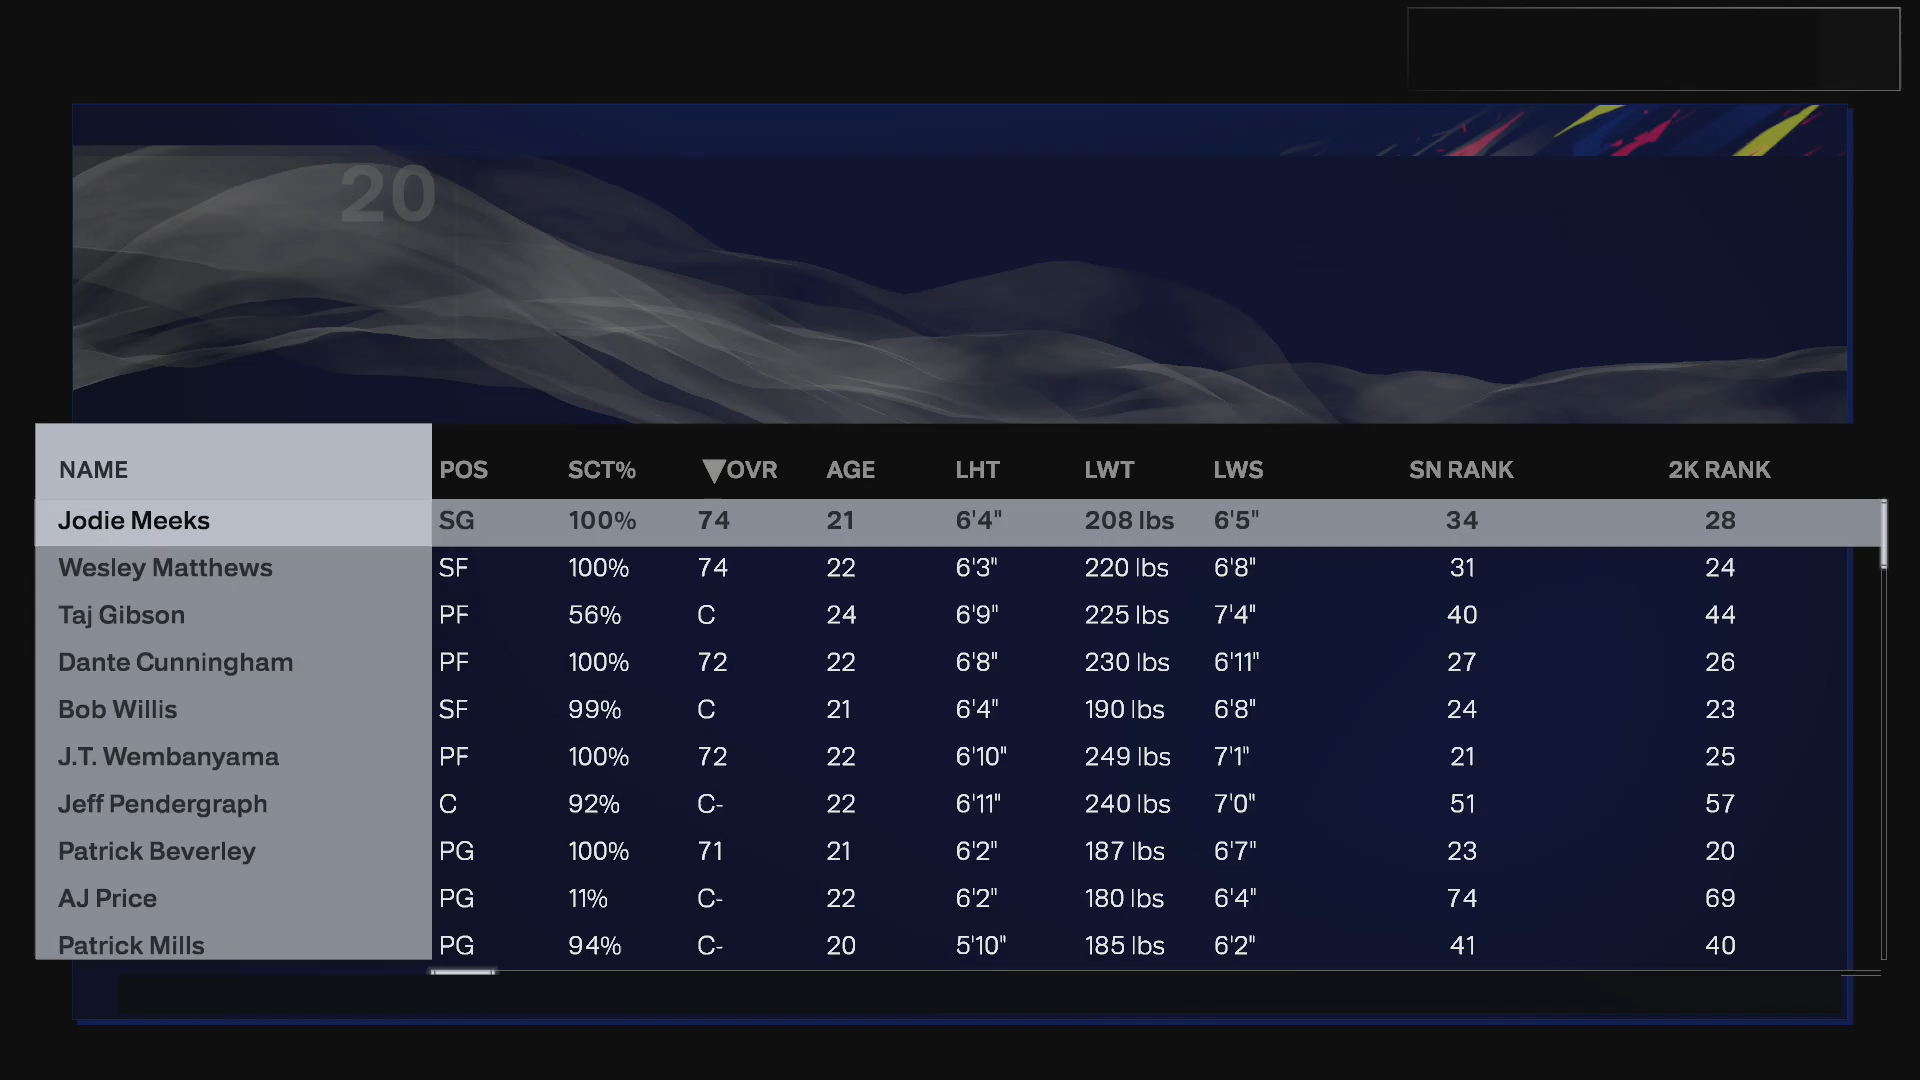 20
NAME POS SCT% ▼OVR AGE LHT LWT LWS SN RANK 2K RANK
Jodie Meeks SG 100% 74 21 6'4" 208 lbs 6'5" 34 28
Wesley Matthews SF 100% 74 22 6'3" 220 lbs 6'8" 31 24
Taj Gibson PF 56% C 24 6'9" 225 lbs 7'4" 40 44
Dante Cunningham PF 100% 72 22 6'8" 230 lbs 6'11" 27 26
Bob Willis SF 99% C 21 6'4" 190 lbs 6'8" 24 23
J.T. Wembanyama PF 100% 72 22 6'10" 249 lbs 7'1" 21 25
Jeff Pendergraph C 92% C- 22 6'11" 240 lbs 7'0" 51 57
Patrick Beverley PG 100% 71 21 6'2" 187 lbs 6'7" 23 20
AJ Price PG 11% C- 22 6'2" 180 lbs 6'4" 74 69
Patrick Mills PG 94% C- 20 5'10" 185 lbs 6'2" 41 40